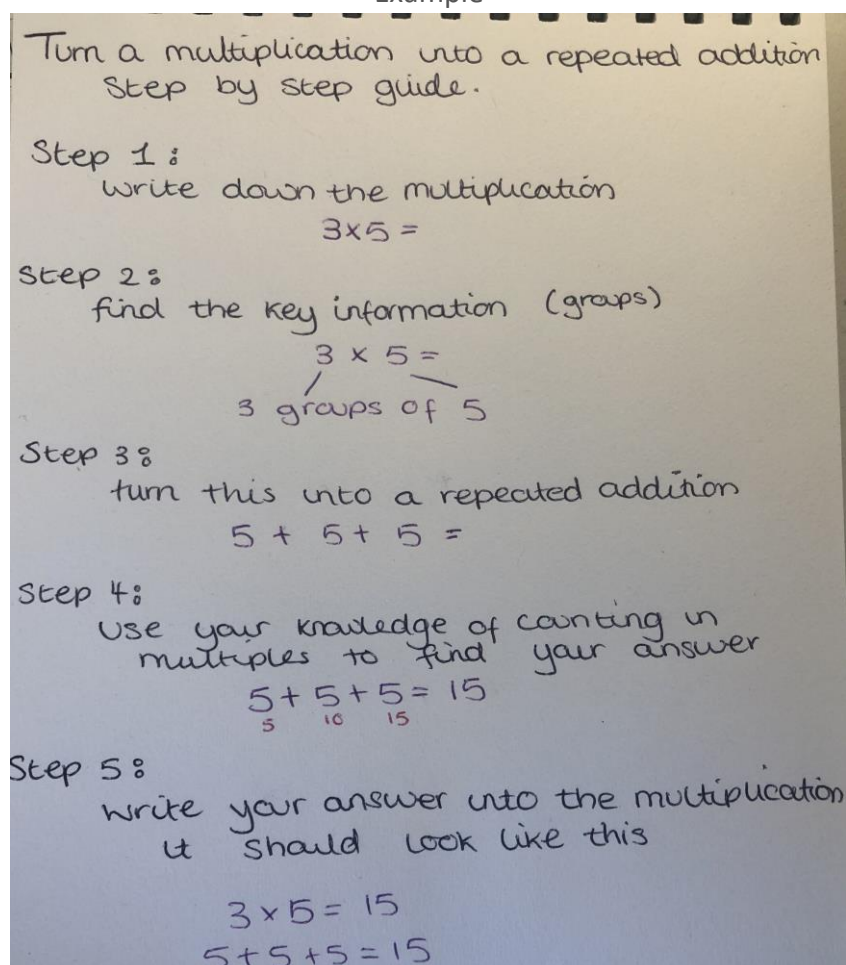 Example
Turn a multiplication into a repeated addition
Step by step guide.
Step 1:
write down the multiplication
3×5=
Step 2:
find the key information (groups)
3 × 5 =
3 groups of 5
Step 3:
turn this into a repeated addition
5 + 5 + 5 =
Step 4:
Use your knowledge of counting in
multiples to find your answer
5 + 5 + 5 = 15
5 10 15
Step 5:
write your answer into the multiplication
it should look like this
3 × 5 = 15
5 + 5 + 5 = 15